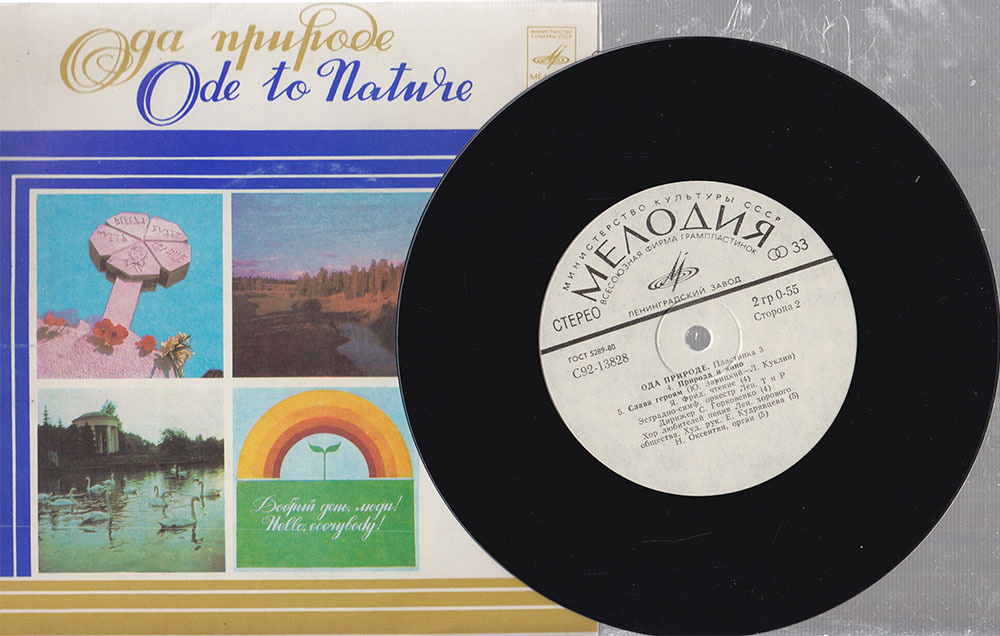 Ода природе
Ode to Nature
МИНИСТЕРСТВО
КУЛЬТУРЫ СССР
ВСЕГДА
Добрый день, люди!
Hello, everybody!
МИНИСТЕРСТВО КУЛЬТУРЫ СССР
МЕЛОДИЯ
ВСЕСОЮЗНАЯ ФИРМА ГРАМПЛАСТИНОК
33
ЛЕНИНГРАДСКИЙ ЗАВОД
СТЕРЕО
2 гр 0-55
Сторона 2
ГОСТ 5289-80
С92-13828
ОДА ПРИРОДЕ. Пластинка 3
4. Природа и кино
5. Слава героям (Ю. Зарицкий—Л. Куклин)
Я. Фрид, чтение (4)
Эстрадно-симф. оркестр Лен. Т и Р
Дирижер С. Горковенко (4)
Хор любителей пения Лен. хорового
общества, Худ. рук. Е. Кудрявцева (5)
Н. Оксентян, орган (5)